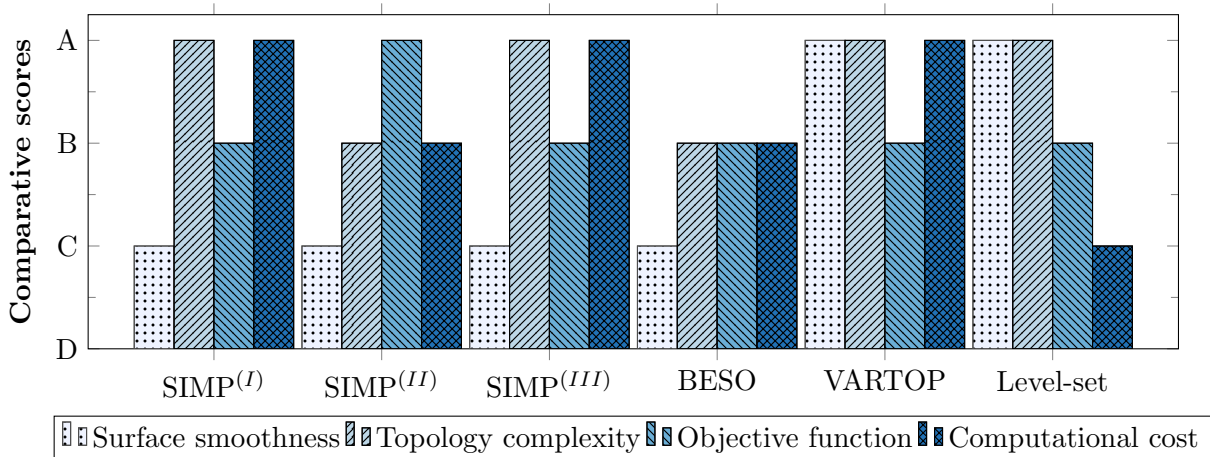 Comparative scores
A
B
C
D
SIMP^(I) SIMP^(II) SIMP^(III) BESO VARTOP Level-set
Surface smoothness Topology complexity Objective function Computational cost